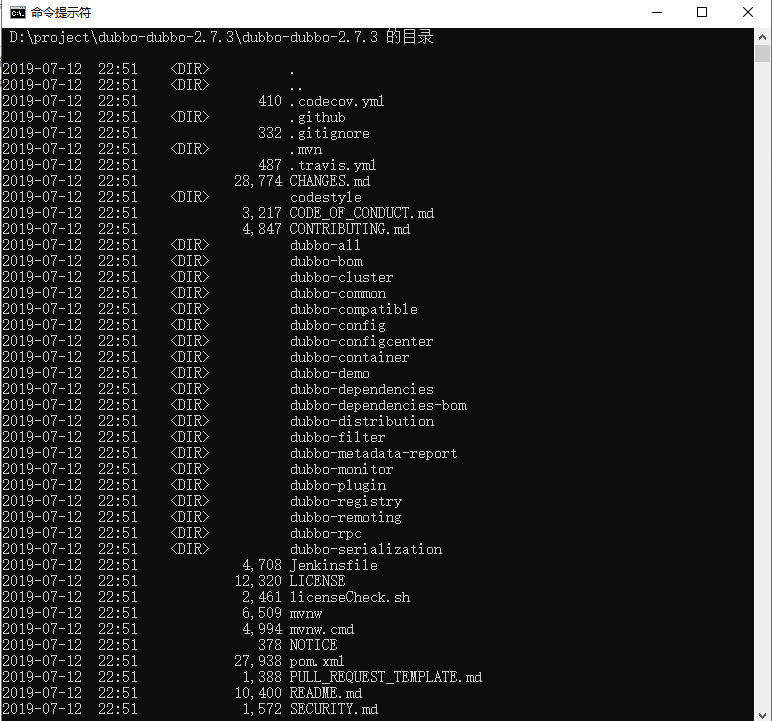 命令提示符
D:\project\dubbo-dubbo-2.7.3\dubbo-dubbo-2.7.3 的目录
2019-07-12 22:51 <DIR> .
2019-07-12 22:51 <DIR> ..
2019-07-12 22:51 410 .codecov.yml
2019-07-12 22:51 <DIR> .github
2019-07-12 22:51 332 .gitignore
2019-07-12 22:51 <DIR> .mvn
2019-07-12 22:51 487 .travis.yml
2019-07-12 22:51 28,774 CHANGES.md
2019-07-12 22:51 <DIR> codestyle
2019-07-12 22:51 3,217 CODE_OF_CONDUCT.md
2019-07-12 22:51 4,847 CONTRIBUTING.md
2019-07-12 22:51 <DIR> dubbo-all
2019-07-12 22:51 <DIR> dubbo-bom
2019-07-12 22:51 <DIR> dubbo-cluster
2019-07-12 22:51 <DIR> dubbo-common
2019-07-12 22:51 <DIR> dubbo-compatible
2019-07-12 22:51 <DIR> dubbo-config
2019-07-12 22:51 <DIR> dubbo-configcenter
2019-07-12 22:51 <DIR> dubbo-container
2019-07-12 22:51 <DIR> dubbo-demo
2019-07-12 22:51 <DIR> dubbo-dependencies
2019-07-12 22:51 <DIR> dubbo-dependencies-bom
2019-07-12 22:51 <DIR> dubbo-distribution
2019-07-12 22:51 <DIR> dubbo-filter
2019-07-12 22:51 <DIR> dubbo-metadata-report
2019-07-12 22:51 <DIR> dubbo-monitor
2019-07-12 22:51 <DIR> dubbo-plugin
2019-07-12 22:51 <DIR> dubbo-registry
2019-07-12 22:51 <DIR> dubbo-remoting
2019-07-12 22:51 <DIR> dubbo-rpc
2019-07-12 22:51 <DIR> dubbo-serialization
2019-07-12 22:51 4,708 Jenkinsfile
2019-07-12 22:51 12,320 LICENSE
2019-07-12 22:51 2,461 licenseCheck.sh
2019-07-12 22:51 6,509 mvnw
2019-07-12 22:51 4,994 mvnw.cmd
2019-07-12 22:51 378 NOTICE
2019-07-12 22:51 27,938 pom.xml
2019-07-12 22:51 1,388 PULL_REQUEST_TEMPLATE.md
2019-07-12 22:51 10,400 README.md
2019-07-12 22:51 1,572 SECURITY.md